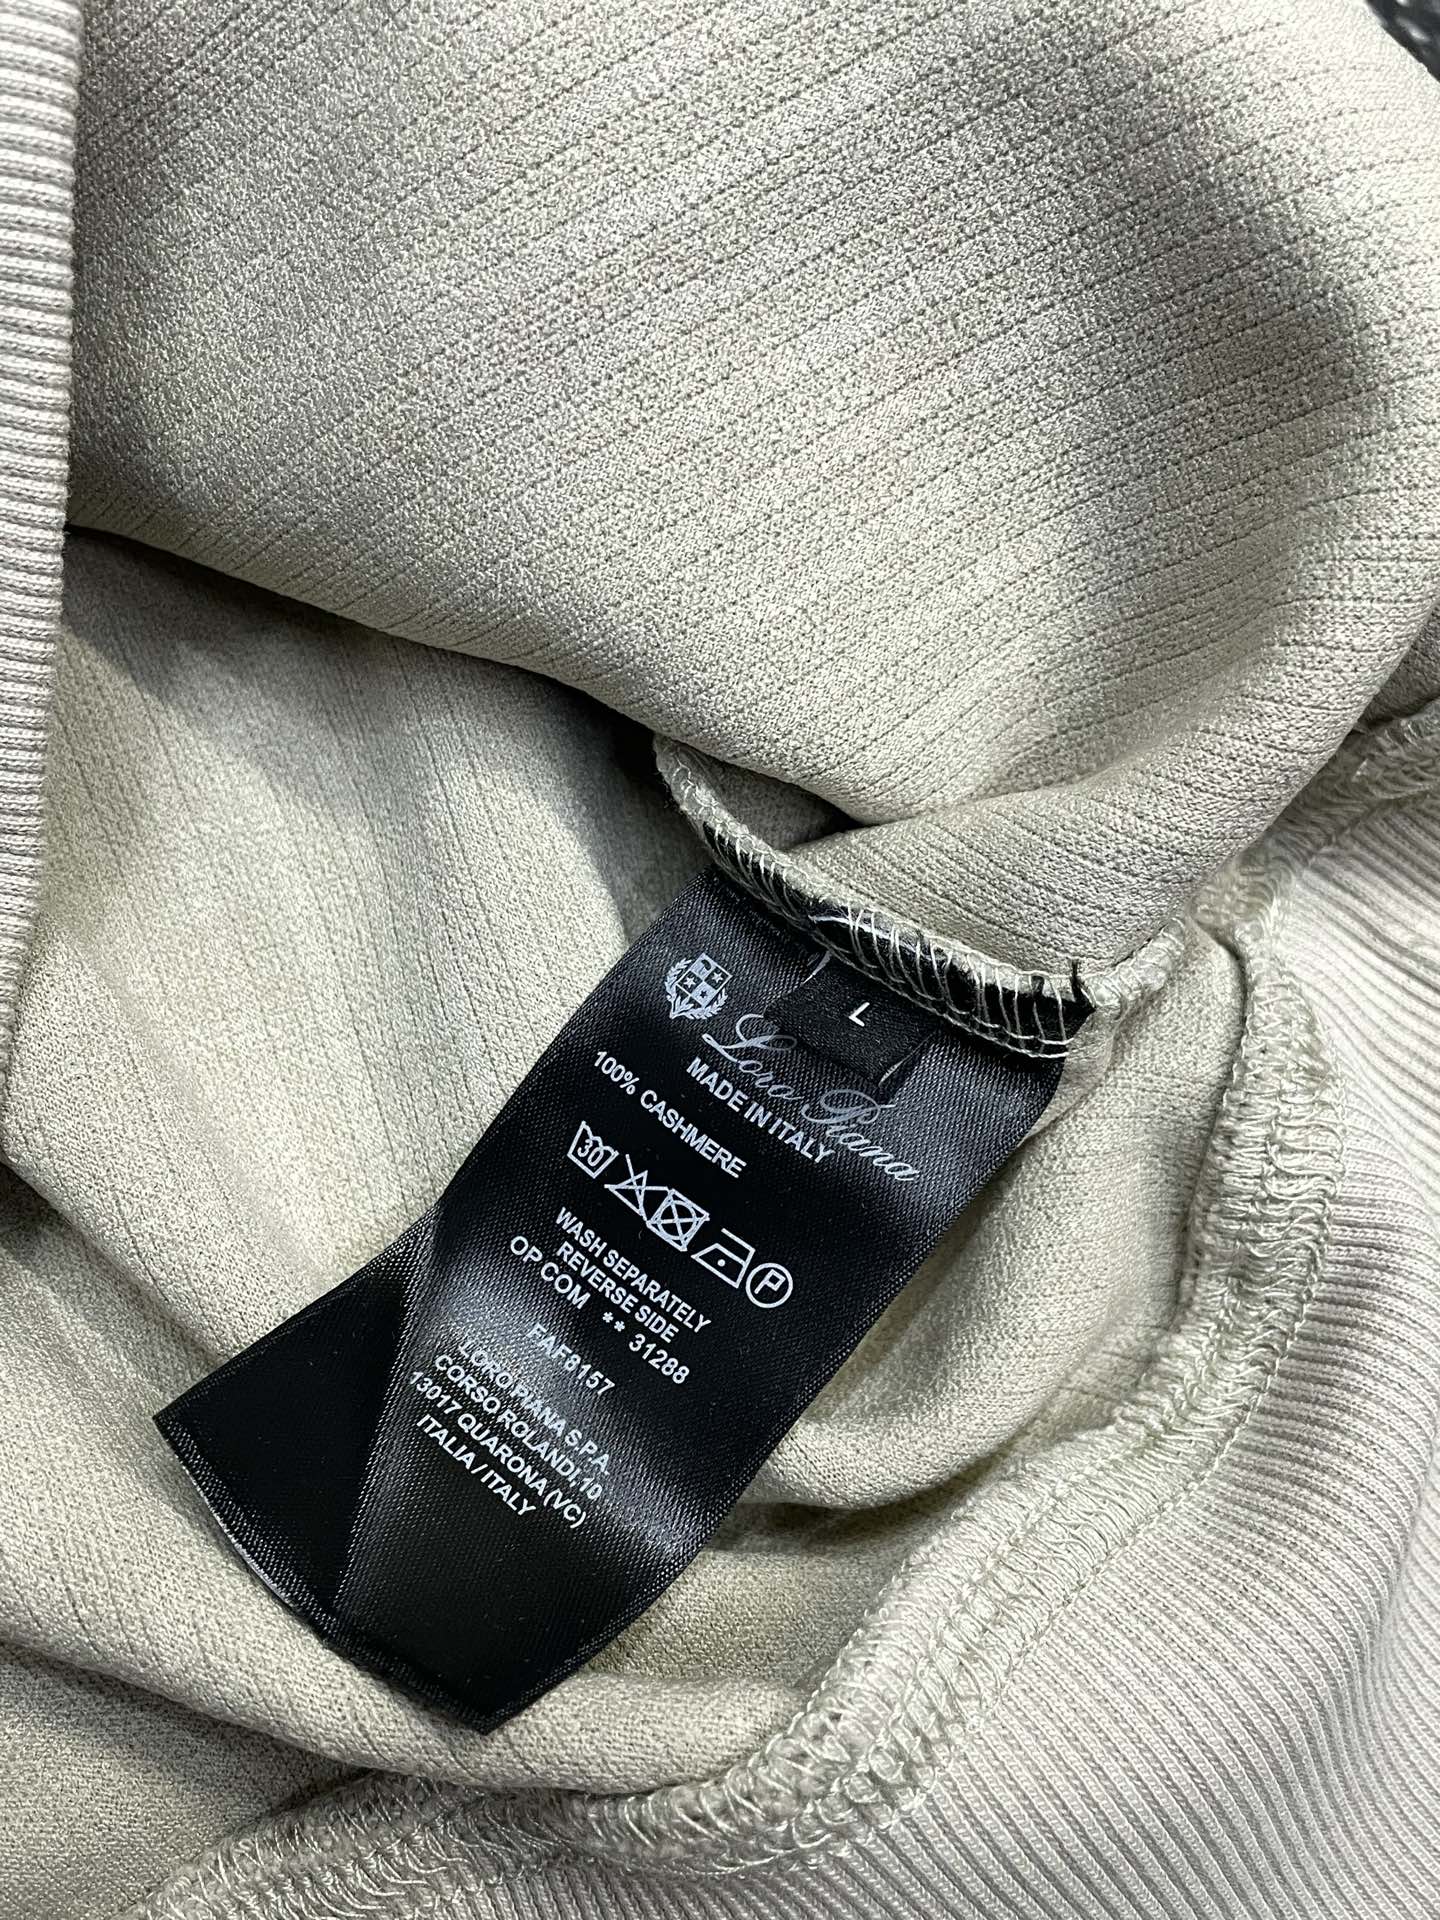 L
Loro Piana
MADE IN ITALY
100% CASHMERE
30
P
WASH SEPARATELY
REVERSE SIDE
OP COM ** 31288
FAF8157
LORO PIANA S.P.A.
CORSO ROLANDI, 10
13017 QUARONA (VC)
ITALIA / ITALY